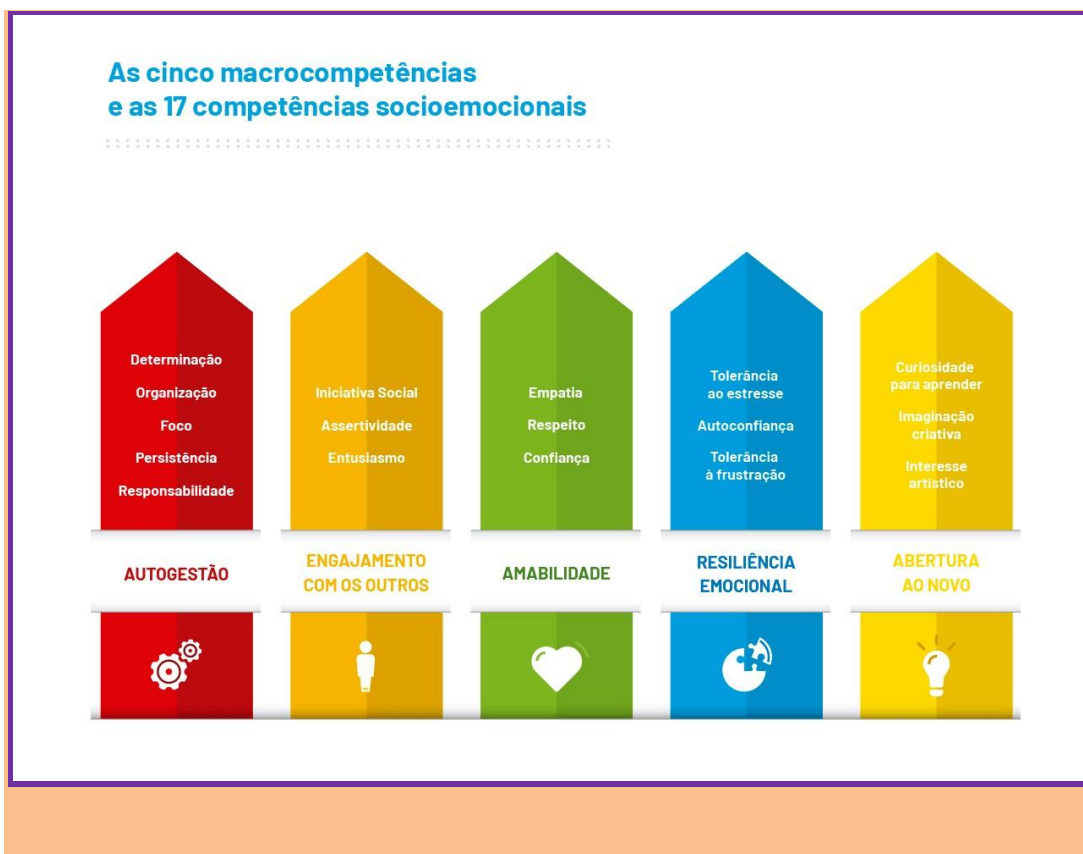 As cinco macrocompetências
e as 17 competências socioemocionais
Determinação
Organização
Foco
Persistência
Responsabilidade
AUTOGESTÃO
Iniciativa Social
Assertividade
Entusiasmo
ENGAJAMENTO
COM OS OUTROS
Empatia
Respeito
Confiança
AMABILIDADE
Tolerância
ao estresse
Autoconfiança
Tolerância
à frustração
RESILIÊNCIA
EMOCIONAL
Curiosidade
para aprender
Imaginação
criativa
Interesse
artístico
ABERTURA
AO NOVO